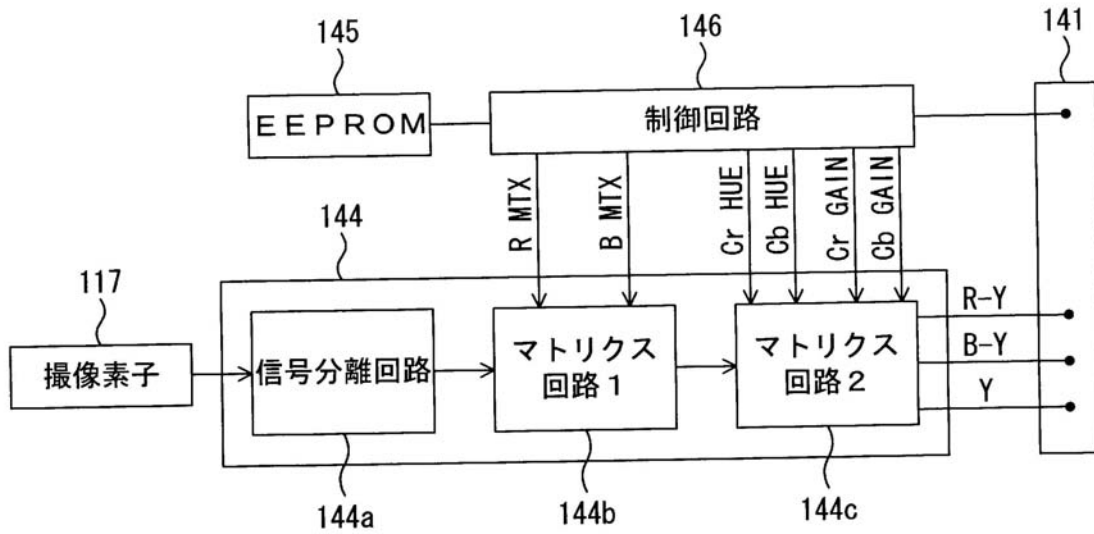 145
146
141
EEPROM
制御回路
R MTX
B MTX
Cr HUE
Cb HUE
Cr GAIN
Cb GAIN
144
117
撮像素子
信号分離回路
マトリクス
回路1
マトリクス
回路2
R-Y
B-Y
Y
144a
144b
144c